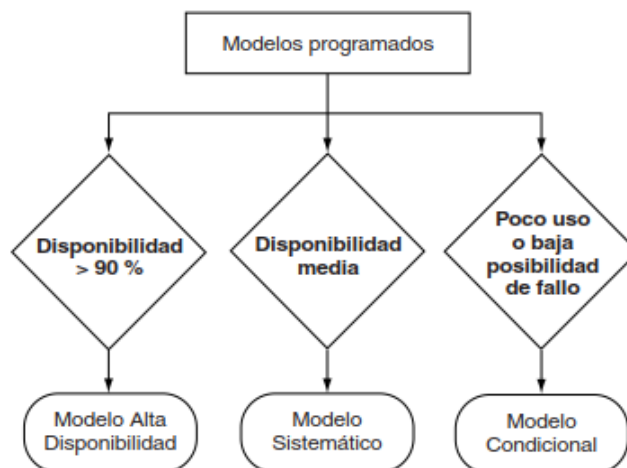 Modelos programados
Disponibilidad
> 90 %
Disponibilidad
media
Poco uso
o baja
posibilidad
de fallo
Modelo Alta
Disponibilidad
Modelo
Sistemático
Modelo
Condicional